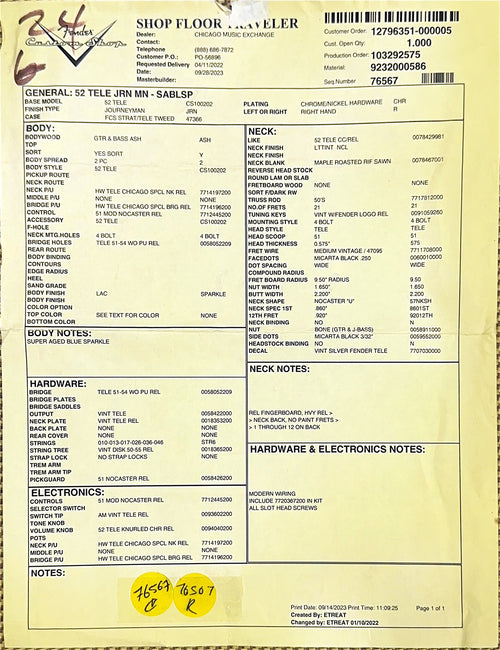 24
6
Fender
Custom Shop
SHOP FLOOR TRAVELER
Dealer: CHICAGO MUSIC EXCHANGE
Contact:
Telephone (888) 686-7872
Customer P.O.: PO-56896
Requested Delivery 04/11/2022
Date: 09/28/2023
Masterbuilder:
Customer Order: 12796351-000005
Cust. Open Qty: 1.000
Production Order: 103292575
Material: 9232000586
Seq Number 76567
GENERAL: 52 TELE JRN MN - SABLSP
BASE MODEL 52 TELE CS100202 PLATING CHROME/NICKEL HARDWARE CHR
FINISH TYPE JOURNEYMAN JRN LEFT OR RIGHT RIGHT HAND R
CASE FCS STRAT/TELE TWEED 47366
BODY:
BODYWOOD GTR & BASS ASH ASH
TOP
SORT YES SORT Y
BODY SPREAD 2 PC 2
BODY STYLE 52 TELE CS100202
PICKUP ROUTE
NECK ROUTE
NECK P/U HW TELE CHICAGO SPCL NK REL 7714197200
MIDDLE P/U NONE NONE
BRIDGE P/U HW TELE CHICAGO SPCL BRG REL 7714196200
CONTROL 51 MOD NOCASTER REL 7712445200
ACCESSORY 52 TELE CS100202
F-HOLE
NECK MTG.HOLES 4 BOLT 4 BOLT
BRIDGE HOLES TELE 51-54 WO PU REL 0058052209
REAR ROUTE
BODY BINDING
CONTOURS
EDGE RADIUS
HEEL
SAND GRADE
BODY FINISH LAC SPARKLE
BODY FINISH
COLOR OPTION
TOP COLOR SEE TEXT FOR COLOR NONE
BOTTOM COLOR
BODY NOTES:
SUPER AGED BLUE SPARKLE
HARDWARE:
BRIDGE TELE 51-54 WO PU REL 0058052209
BRIDGE PLATES
BRIDGE SADDLES
OUTPUT VINT TELE 0058422000
NECK PLATE VINT TELE REL 0018353200
BACK PLATE NONE NONE
REAR COVER NONE NONE
STRINGS 010-013-017-026-036-046 STR6
STRING TREE VINT DISK 50-55 REL 0018365200
STRAP LOCK NO STRAP LOCKS NONE
TREM ARM
TREM ARM TIP
PICKGUARD 51 NOCASTER REL 0058426200
ELECTRONICS:
CONTROLS 51 MOD NOCASTER REL 7712445200
SELECTOR SWITCH
SWITCH TIP AM VINT TELE REL 0093602200
TONE KNOB
VOLUME KNOB 52 TELE KNURLED CHR REL 0094040200
POTS
NECK P/U HW TELE CHICAGO SPCL NK REL 7714197200
MIDDLE P/U NONE NONE
BRIDGE P/U HW TELE CHICAGO SPCL BRG REL 7714196200
NECK:
LIKE 52 TELE CO/REL 0078429981
NECK FINISH LTTINT NCL
NECK FINISH
NECK BLANK MAPLE ROASTED RIF SAWN 0078467001
REVERSE HEAD STOCK
ROUND LAM OR SLAB
FRETBOARD WOOD NONE NONE
SORT F/DARK RW
TRUSS ROD 50'S 7717812000
NO.OF FRETS 21 21
TUNING KEYS VINT W/FENDER LOGO REL 0091059260
MOUNTING STYLE 4 BOLT 4 BOLT
HEAD STYLE TELE TELE
HEAD SCOOP 51 51
HEAD THICKNESS 0.575" 575
FRET WIRE MEDIUM VINTAGE / 47095 7711708000
FACEDOTS MICARTA BLACK .250 0060010000
DOT SPACING WIDE WIDE
COMPOUND RADIUS
FRET BOARD RADIUS 9.50" RADIUS 9.50
NUT WIDTH 1.650" 1.650
BUTT WIDTH 2.200" 2.200
NECK SHAPE NOCASTER "U" 57NKSH
NECK SPEC 1ST .860" 8601ST
12TH FRET .920" 92012TH
NECK BINDING NO N
NUT BONE (GTR & J-BASS) 0058911000
SIDE DOTS MICARTA BLACK 3/32" 0059552000
HEADSTOCK BINDING NO N
DECAL VINT SILVER FENDER TELE 7707030000
NECK NOTES:
REL FINGERBOARD, HVY REL >
> NECK BACK, NO PAINT FRETS >
> 1 THROUGH 12 ON BACK
HARDWARE & ELECTRONICS NOTES:
MODERN WIRING
INCLUDE 7720367200 IN KIT
ALL SLOT HEAD SCREWS
NOTES:
76567
76507
R
Print Date: 09/14/2023 Print Time: 11:09:25 Page 1 of 1
Created By: ETREAT
Changed by: ETREAT 01/10/2022